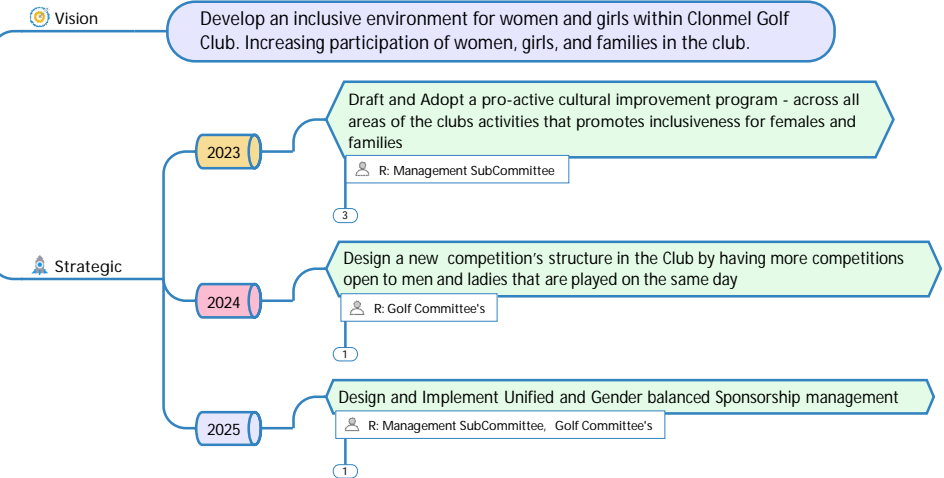 Vision
Develop an inclusive environment for women and girls within Clonmel Golf
Club. Increasing participation of women, girls, and families in the club.
Draft and Adopt a pro-active cultural improvement program - across all
areas of the clubs activities that promotes inclusiveness for females and
families
2023
R: Management SubCommittee
3
Strategic
Design a new  competition's structure in the Club by having more competitions
open to men and ladies that are played on the same day
2024
R: Golf Committee's
1
Design and Implement Unified and Gender balanced Sponsorship management
2025
R: Management SubCommittee,  Golf Committee's
1